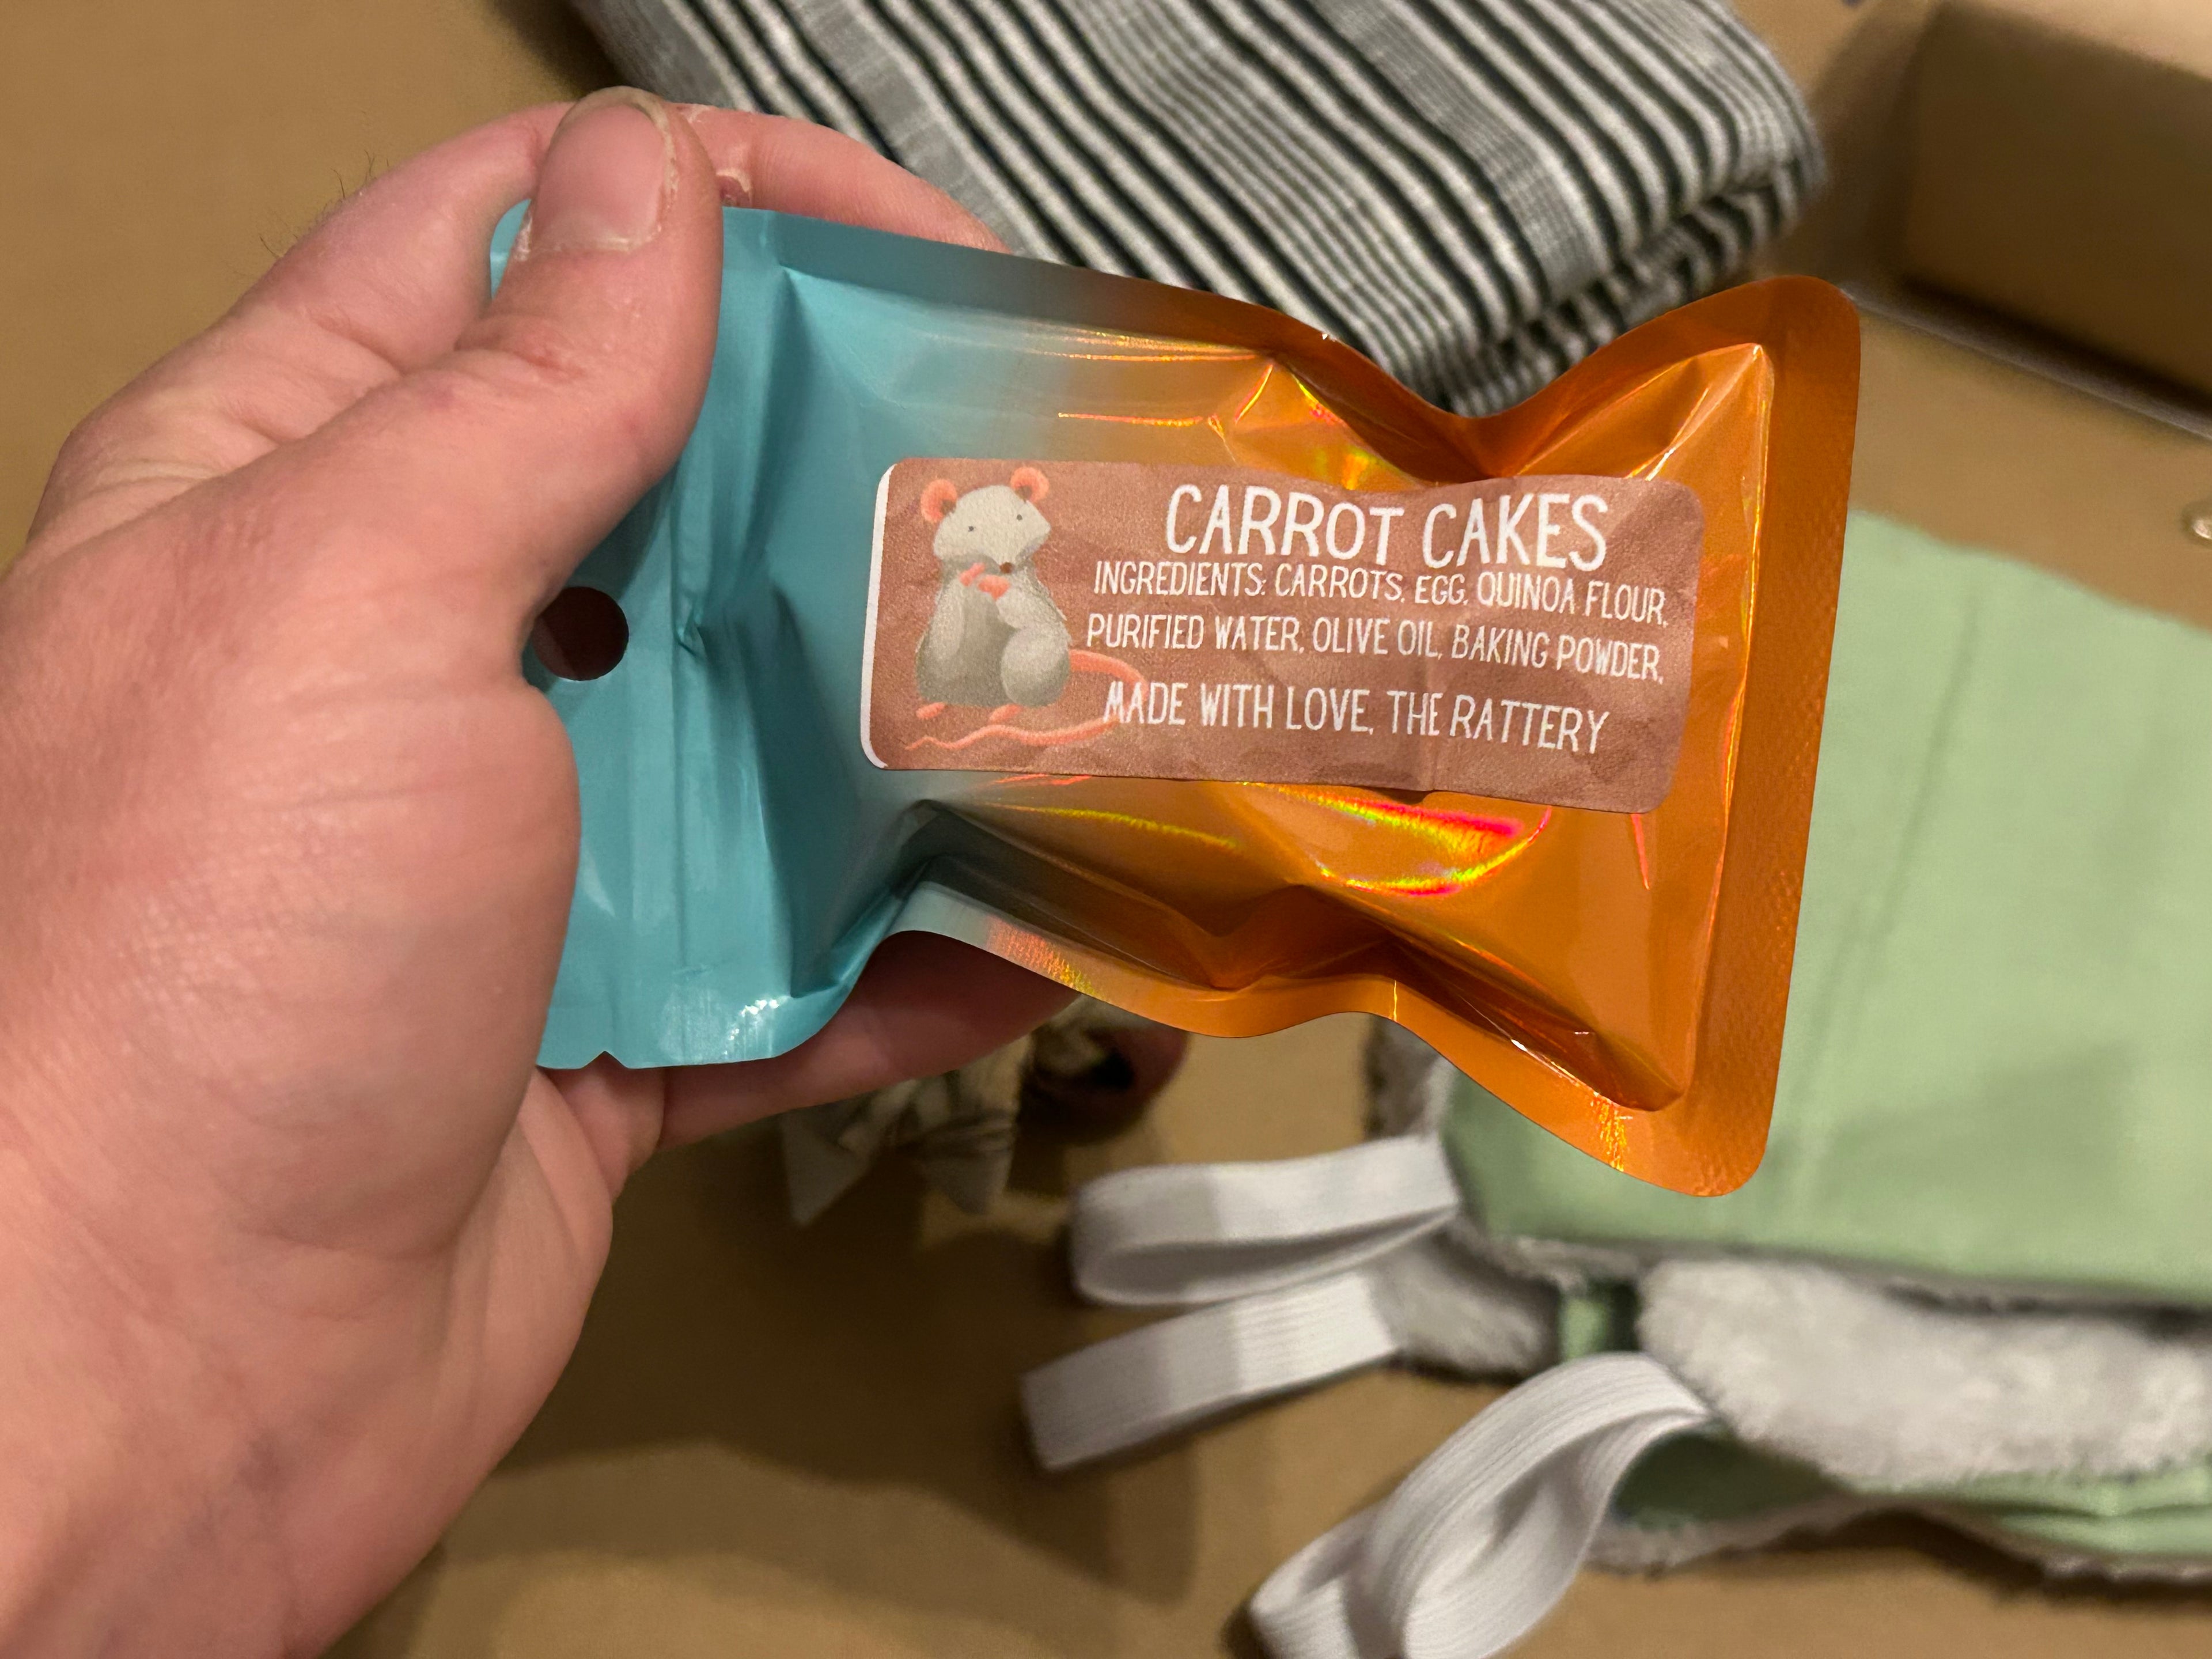 CARROT CAKES
INGREDIENTS: CARROTS, EGG, QUINOA FLOUR,
PURIFIED WATER, OLIVE OIL, BAKING POWDER,
MADE WITH LOVE, THE RATTERY